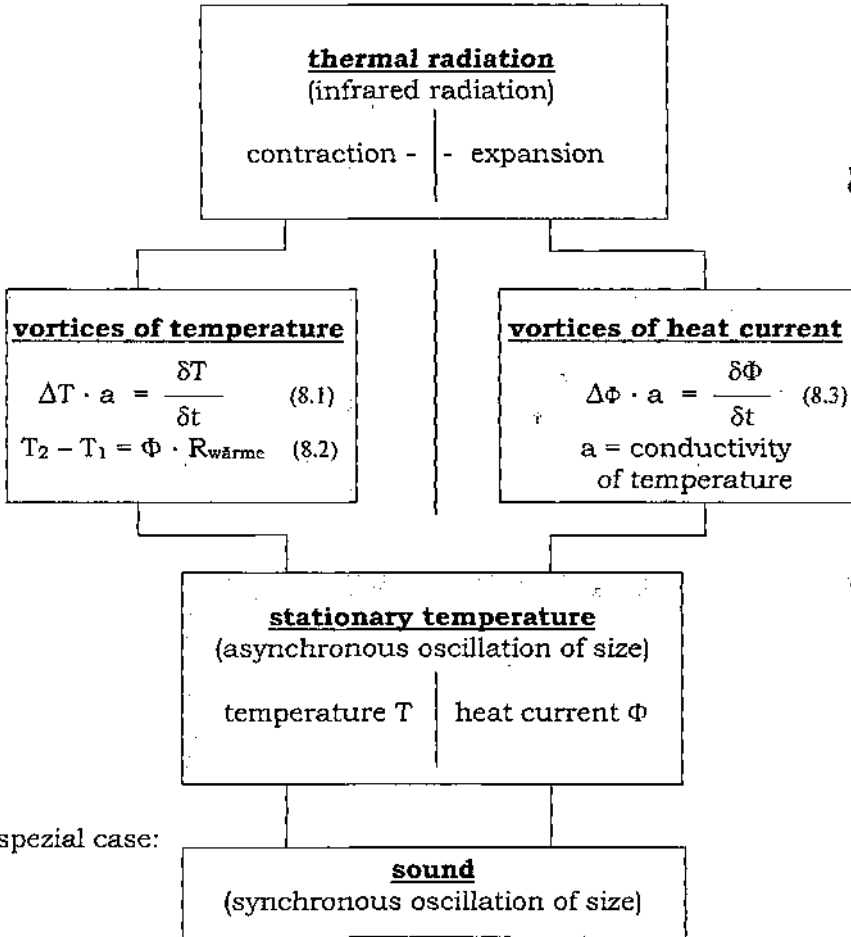 thermal radiation
(infrared radiation)
contraction - - expansion
vortices of temperature
ΔT · a = δT / δt (8.1)
T₂ – T₁ = Φ · Rwärme (8.2)
vortices of heat current
ΔΦ · a = δΦ / δt (8.3)
a = conductivity
of temperature
stationary temperature
(asynchronous oscillation of size)
temperature T heat current Φ
spezial case:
sound
(synchronous oscillation of size)